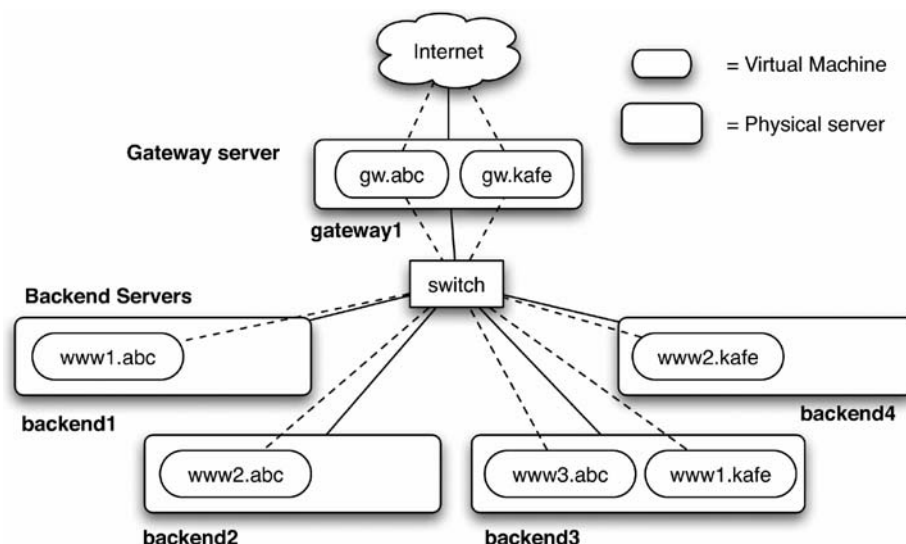 Internet
= Virtual Machine
= Physical server
Gateway server
gw.abc
gw.kafe
gateway1
switch
Backend Servers
www1.abc
www2.kafe
backend1
backend4
www2.abc
www3.abc
www1.kafe
backend2
backend3